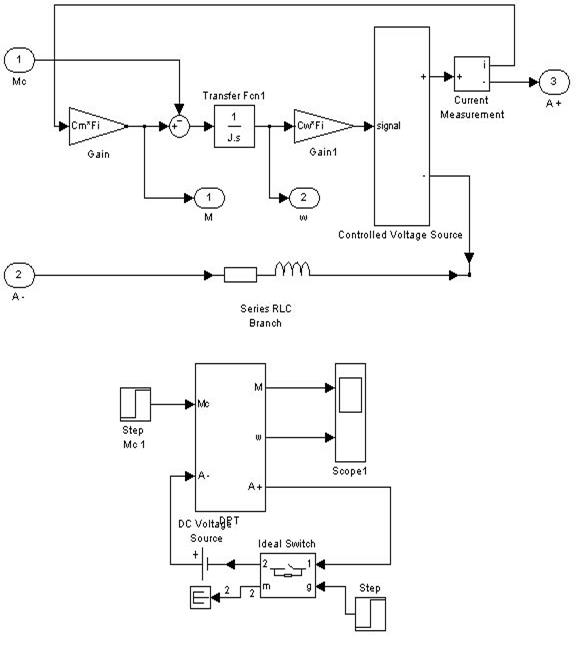 1
Mc
Cm*Fi
Gain
+
-
Transfer Fcn1
1
J.s
Cw*Fi
Gain1
signal
+
-
Controlled Voltage Source
+
i
-
Current
Measurement
3
A+
1
M
2
w
2
A-
Series RLC
Branch
Step
Mc 1
Mc
A-
M
w
A+
DPT
Scope1
DC Voltage
Source
+
Ideal Switch
2
1
m
g
2
2
Step